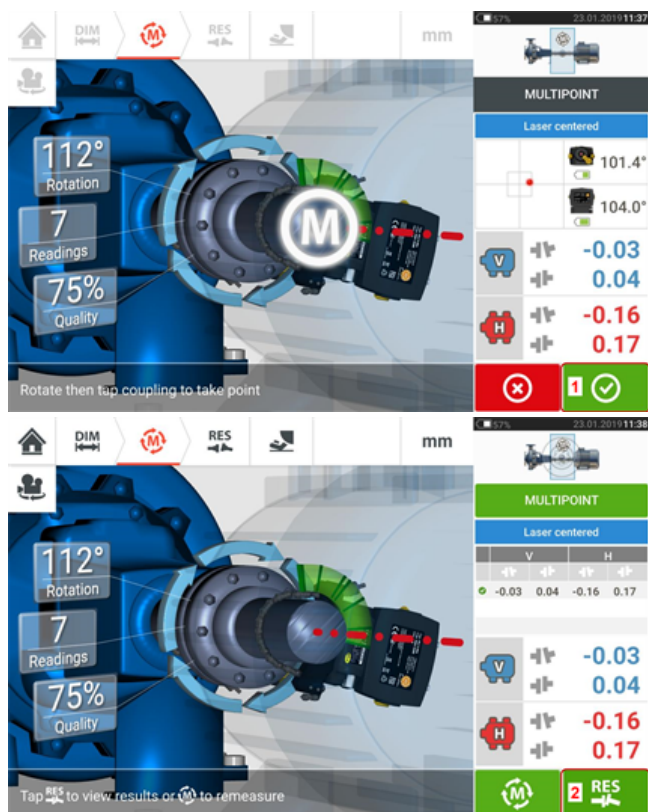 DIM
M
RES
mm
57%
23.01.2019 11:37
112°
Rotation
7
Readings
75%
Quality
M
Rotate then tap coupling to take point
MULTIPOINT
Laser centered
101.4°
104.0°
V
-0.03
0.04
H
-0.16
0.17
1
DIM
M
RES
mm
57%
23.01.2019 11:38
112°
Rotation
7
Readings
75%
Quality
Tap RES to view results or M to remeasure
MULTIPOINT
Laser centered
V H
-0.03 0.04 -0.16 0.17
V
-0.03
0.04
H
-0.16
0.17
M
2 RES